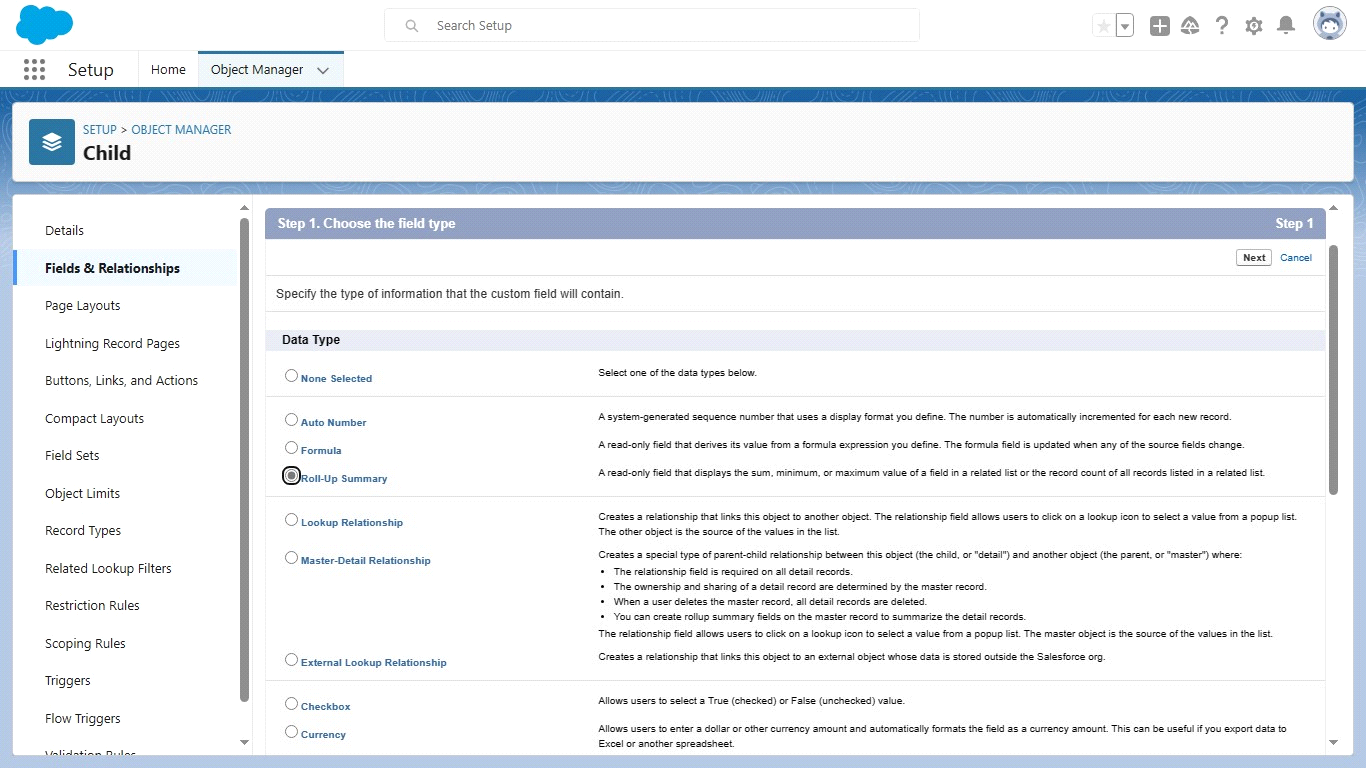 Search Setup
Setup
Home
Object Manager
SETUP > OBJECT MANAGER
Child
Details
Fields & Relationships
Page Layouts
Lightning Record Pages
Buttons, Links, and Actions
Compact Layouts
Field Sets
Object Limits
Record Types
Related Lookup Filters
Restriction Rules
Scoping Rules
Triggers
Flow Triggers
Validation Rules
Step 1. Choose the field type
Step 1
Next
Cancel
Specify the type of information that the custom field will contain.
Data Type
None Selected
Select one of the data types below.
Auto Number
A system-generated sequence number that uses a display format you define. The number is automatically incremented for each new record.
Formula
A read-only field that derives its value from a formula expression you define. The formula field is updated when any of the source fields change.
Roll-Up Summary
A read-only field that displays the sum, minimum, or maximum value of a field in a related list or the record count of all records listed in a related list.
Lookup Relationship
Creates a relationship that links this object to another object. The relationship field allows users to click on a lookup icon to select a value from a popup list.
The other object is the source of the values in the list.
Master-Detail Relationship
Creates a special type of parent-child relationship between this object (the child, or "detail") and another object (the parent, or "master") where:
• The relationship field is required on all detail records.
• The ownership and sharing of a detail record are determined by the master record.
• When a user deletes the master record, all detail records are deleted.
• You can create rollup summary fields on the master record to summarize the detail records.
The relationship field allows users to click on a lookup icon to select a value from a popup list. The master object is the source of the values in the list.
External Lookup Relationship
Creates a relationship that links this object to an external object whose data is stored outside the Salesforce org.
Checkbox
Allows users to select a True (checked) or False (unchecked) value.
Currency
Allows users to enter a dollar or other currency amount and automatically formats the field as a currency amount. This can be useful if you export data to
Excel or another spreadsheet.